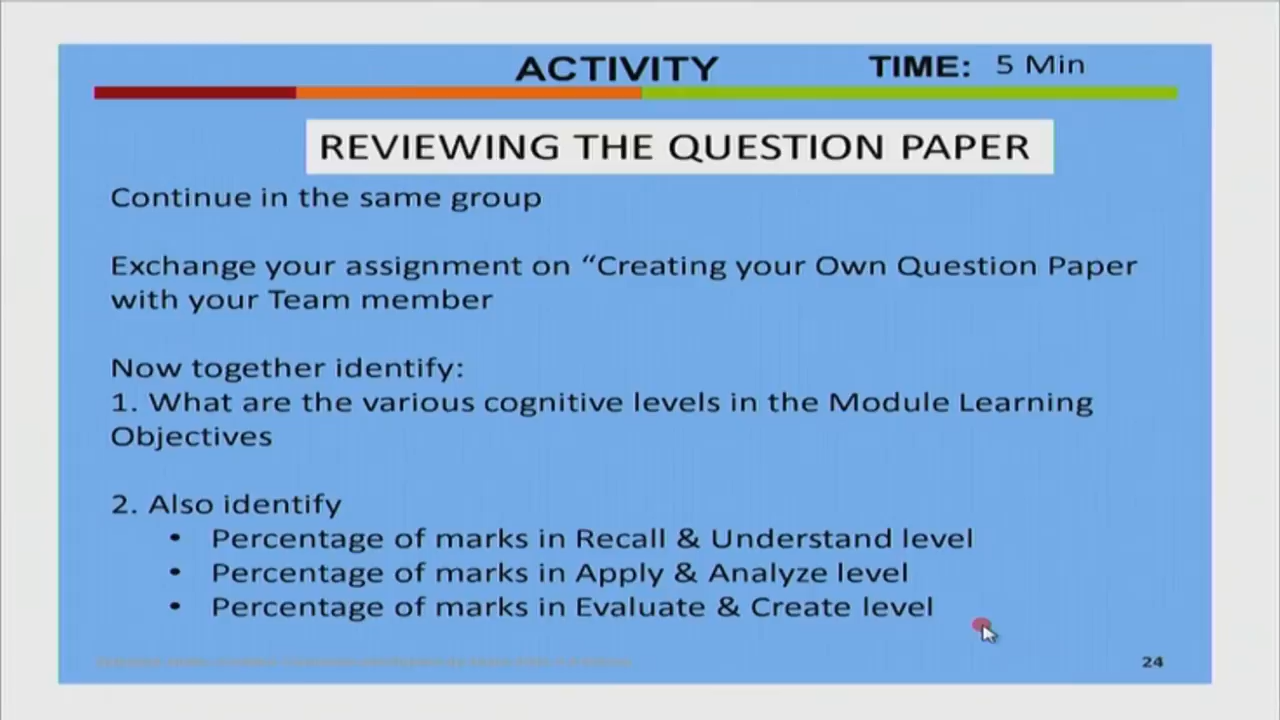 ACTIVITY TIME: 5 Min
REVIEWING THE QUESTION PAPER
Continue in the same group
Exchange your assignment on “Creating your Own Question Paper
with your Team member
Now together identify:
1. What are the various cognitive levels in the Module Learning
Objectives
2. Also identify
• Percentage of marks in Recall & Understand level
• Percentage of marks in Apply & Analyze level
• Percentage of marks in Evaluate & Create level
24